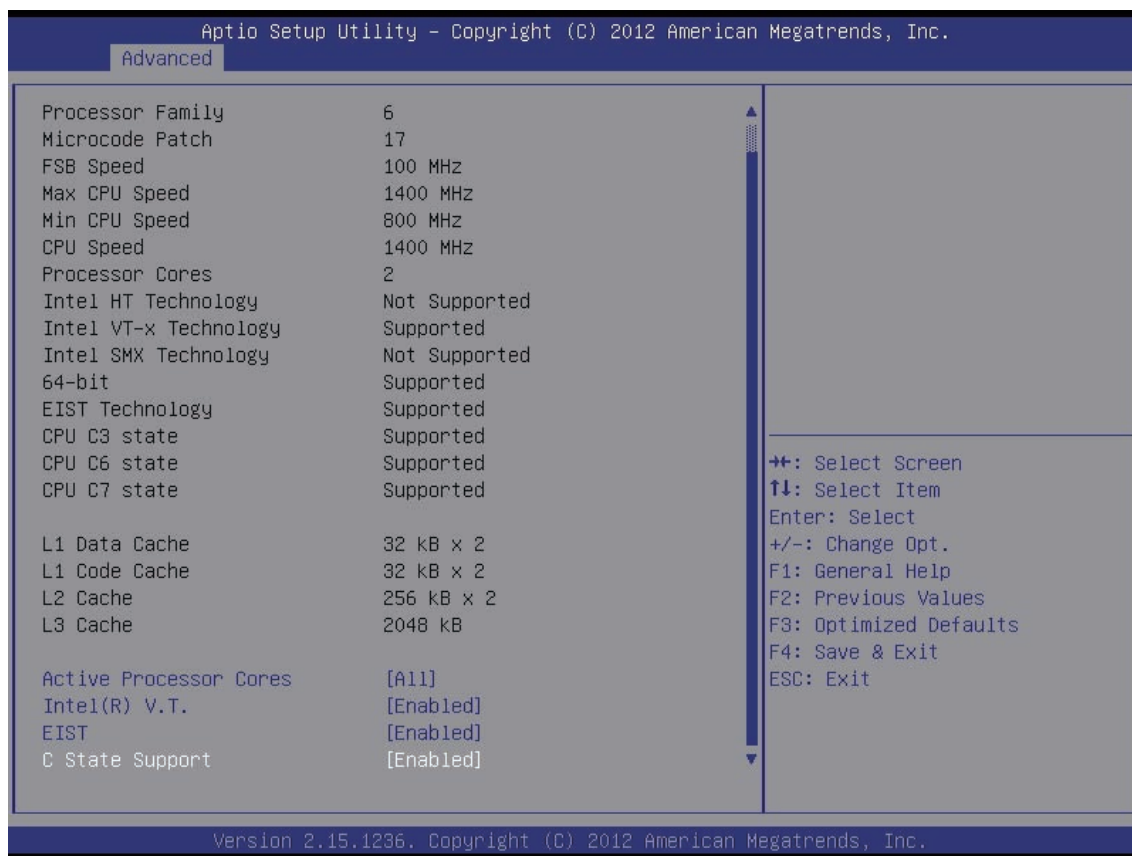 Aptio Setup Utility – Copyright (C) 2012 American Megatrends, Inc.
Advanced
Processor Family 6
Microcode Patch 17
FSB Speed 100 MHz
Max CPU Speed 1400 MHz
Min CPU Speed 800 MHz
CPU Speed 1400 MHz
Processor Cores 2
Intel HT Technology Not Supported
Intel VT-x Technology Supported
Intel SMX Technology Not Supported
64-bit Supported
EIST Technology Supported
CPU C3 state Supported
CPU C6 state Supported
CPU C7 state Supported
L1 Data Cache 32 kB x 2
L1 Code Cache 32 kB x 2
L2 Cache 256 kB x 2
L3 Cache 2048 kB
Active Processor Cores [All]
Intel(R) V.T. [Enabled]
EIST [Enabled]
C State Support [Enabled]
→←: Select Screen
↑↓: Select Item
Enter: Select
+/-: Change Opt.
F1: General Help
F2: Previous Values
F3: Optimized Defaults
F4: Save & Exit
ESC: Exit
Version 2.15.1236. Copyright (C) 2012 American Megatrends, Inc.